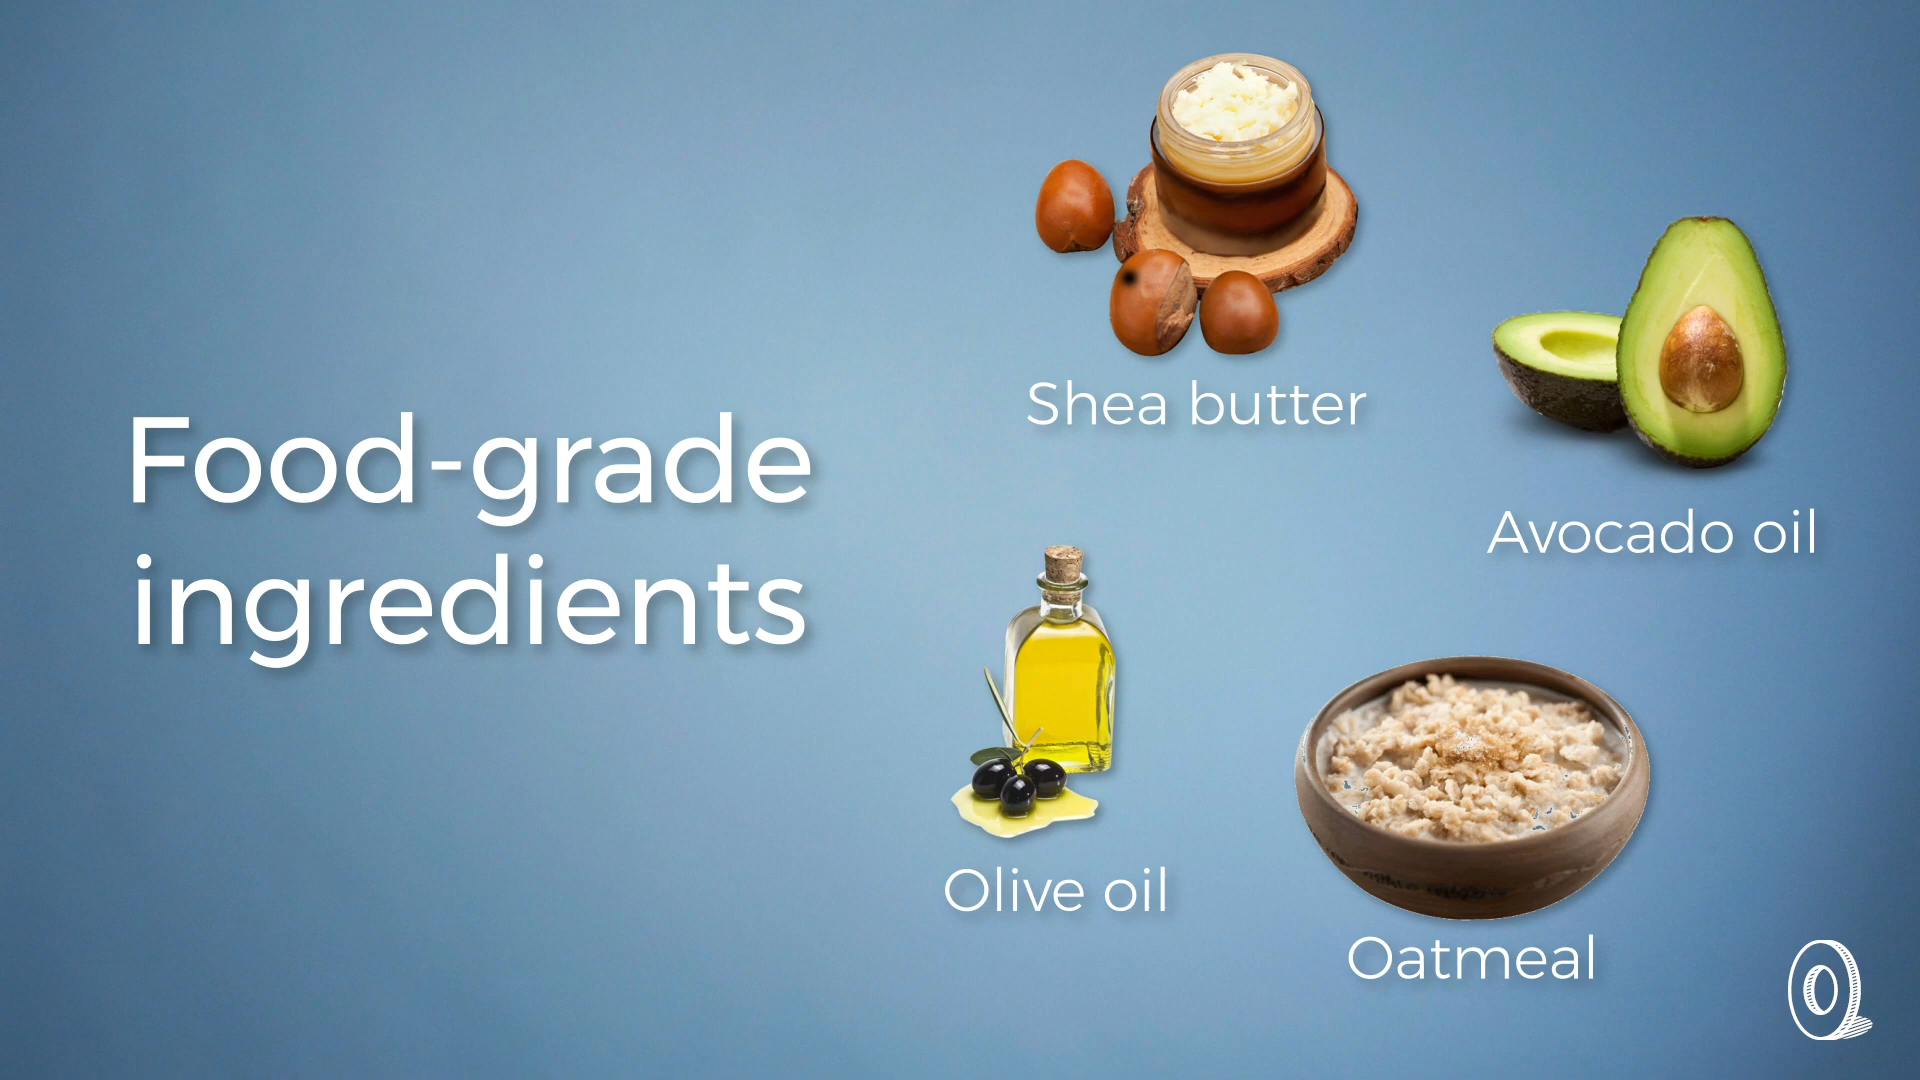 Food-grade
ingredients
Shea butter
Avocado oil
Olive oil
Oatmeal